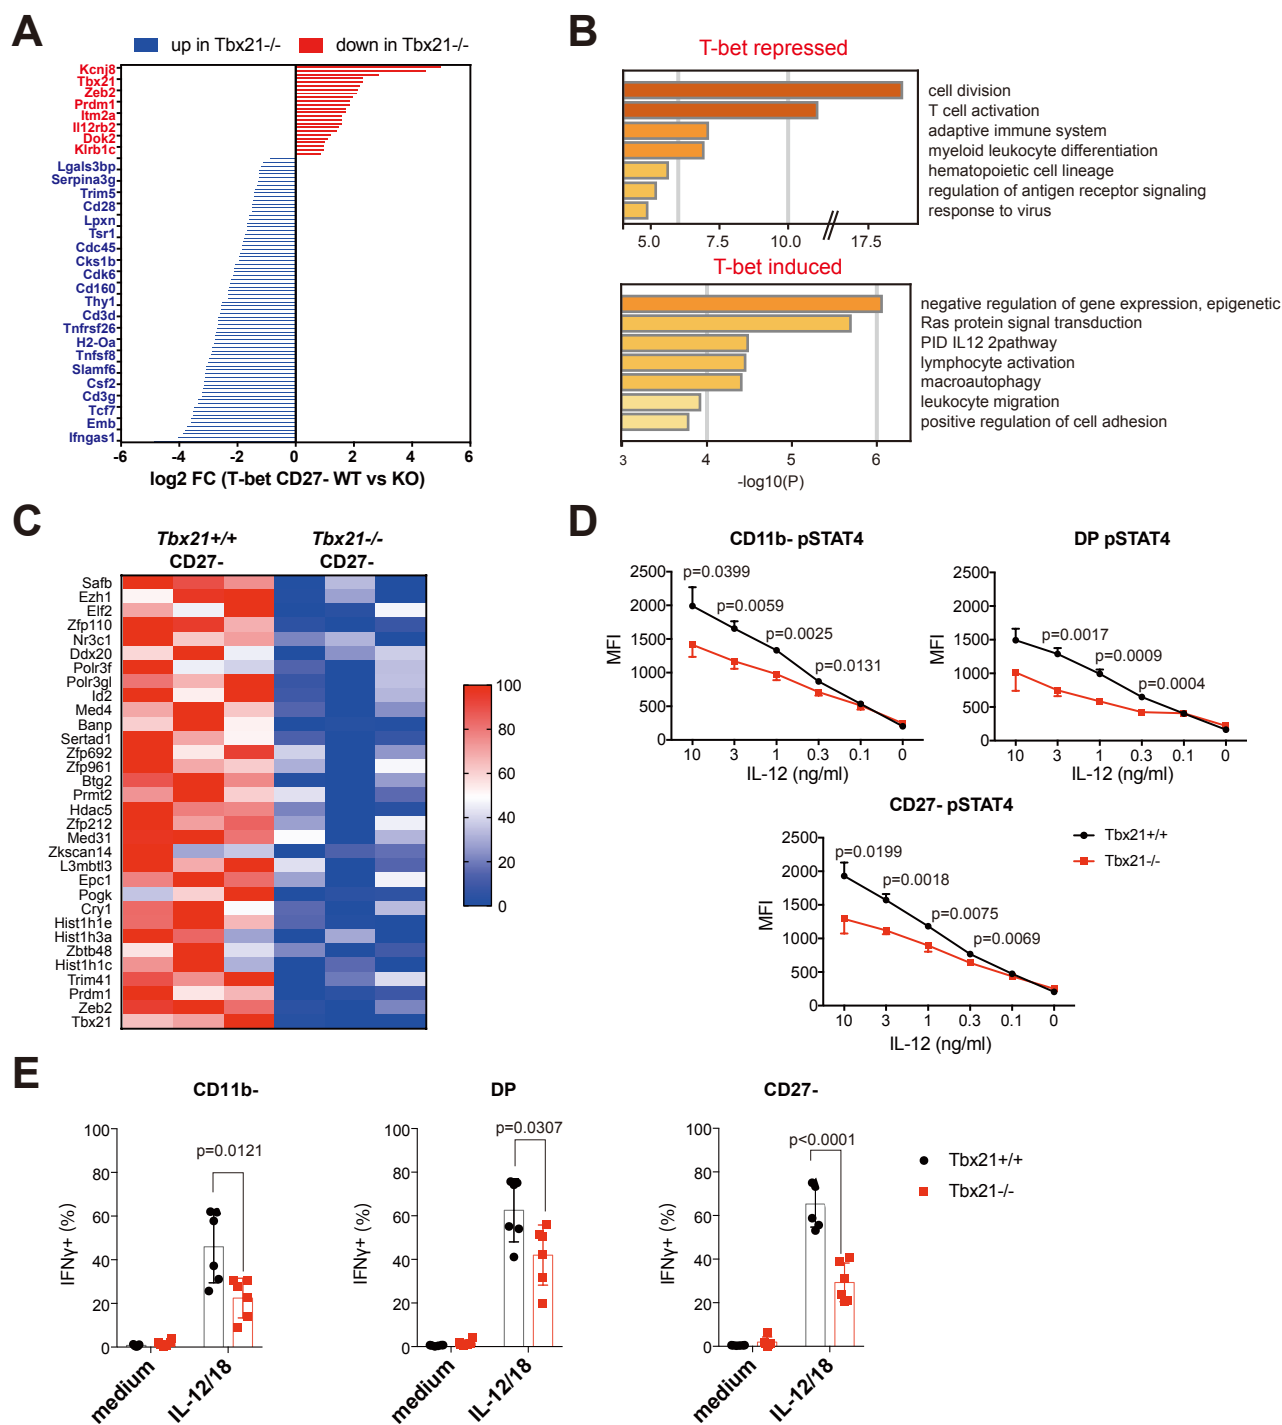 A
up in Tbx21-/-
down in Tbx21-/-
Kcnj8
Tbx21
Zeb2
Prdm1
Itm2a
Il12rb2
Dok2
Klrb1c
Lgals3bp
Serpina3g
Trim5
Cd28
Lpxn
Tsr1
Cdc45
Cks1b
Cdk6
Cd160
Thy1
Cd3d
Tnfrsf26
H2-Oa
Tnfsf8
Slamf6
Csf2
Cd3g
Tcf7
Emb
Ifngas1
-6 -4 -2 0 2 4 6
log2 FC (T-bet CD27- WT vs KO)
B
T-bet repressed
cell division
T cell activation
adaptive immune system
myeloid leukocyte differentiation
hematopoietic cell lineage
regulation of antigen receptor signaling
response to virus
5.0 7.5 10.0 17.5
T-bet induced
negative regulation of gene expression, epigenetic
Ras protein signal transduction
PID IL12 2pathway
lymphocyte activation
macroautophagy
leukocyte migration
positive regulation of cell adhesion
3 4 5 6
-log10(P)
C
Tbx21+/+ Tbx21-/-
CD27- CD27-
Safb
Ezh1
Elf2
Zfp110
Nr3c1
Ddx20
Polr3f
Polr3gl
Id2
Med4
Banp
Sertad1
Zfp692
Zfp961
Btg2
Prmt2
Hdac5
Zfp212
Med31
Zkscan14
L3mbtl3
Epc1
Pogk
Cry1
Hist1h1e
Hist1h3a
Zbtb48
Hist1h1c
Trim41
Prdm1
Zeb2
Tbx21
100
80
60
40
20
0
D
CD11b- pSTAT4
2500
2000
1500
1000
500
0
MFI
p=0.0399
p=0.0059
p=0.0025
p=0.0131
10 3 1 0.3 0.1 0
IL-12 (ng/ml)
DP pSTAT4
2500
2000
1500
1000
500
0
MFI
p=0.0017
p=0.0009
p=0.0004
10 3 1 0.3 0.1 0
IL-12 (ng/ml)
CD27- pSTAT4
2500
2000
1500
1000
500
0
MFI
p=0.0199
p=0.0018
p=0.0075
p=0.0069
10 3 1 0.3 0.1 0
IL-12 (ng/ml)
Tbx21+/+
Tbx21-/-
E
CD11b-
100
80
60
40
20
0
IFNγ+ (%)
p=0.0121
medium IL-12/18
DP
100
80
60
40
20
0
IFNγ+ (%)
p=0.0307
medium IL-12/18
CD27-
100
80
60
40
20
0
IFNγ+ (%)
p<0.0001
medium IL-12/18
Tbx21+/+
Tbx21-/-